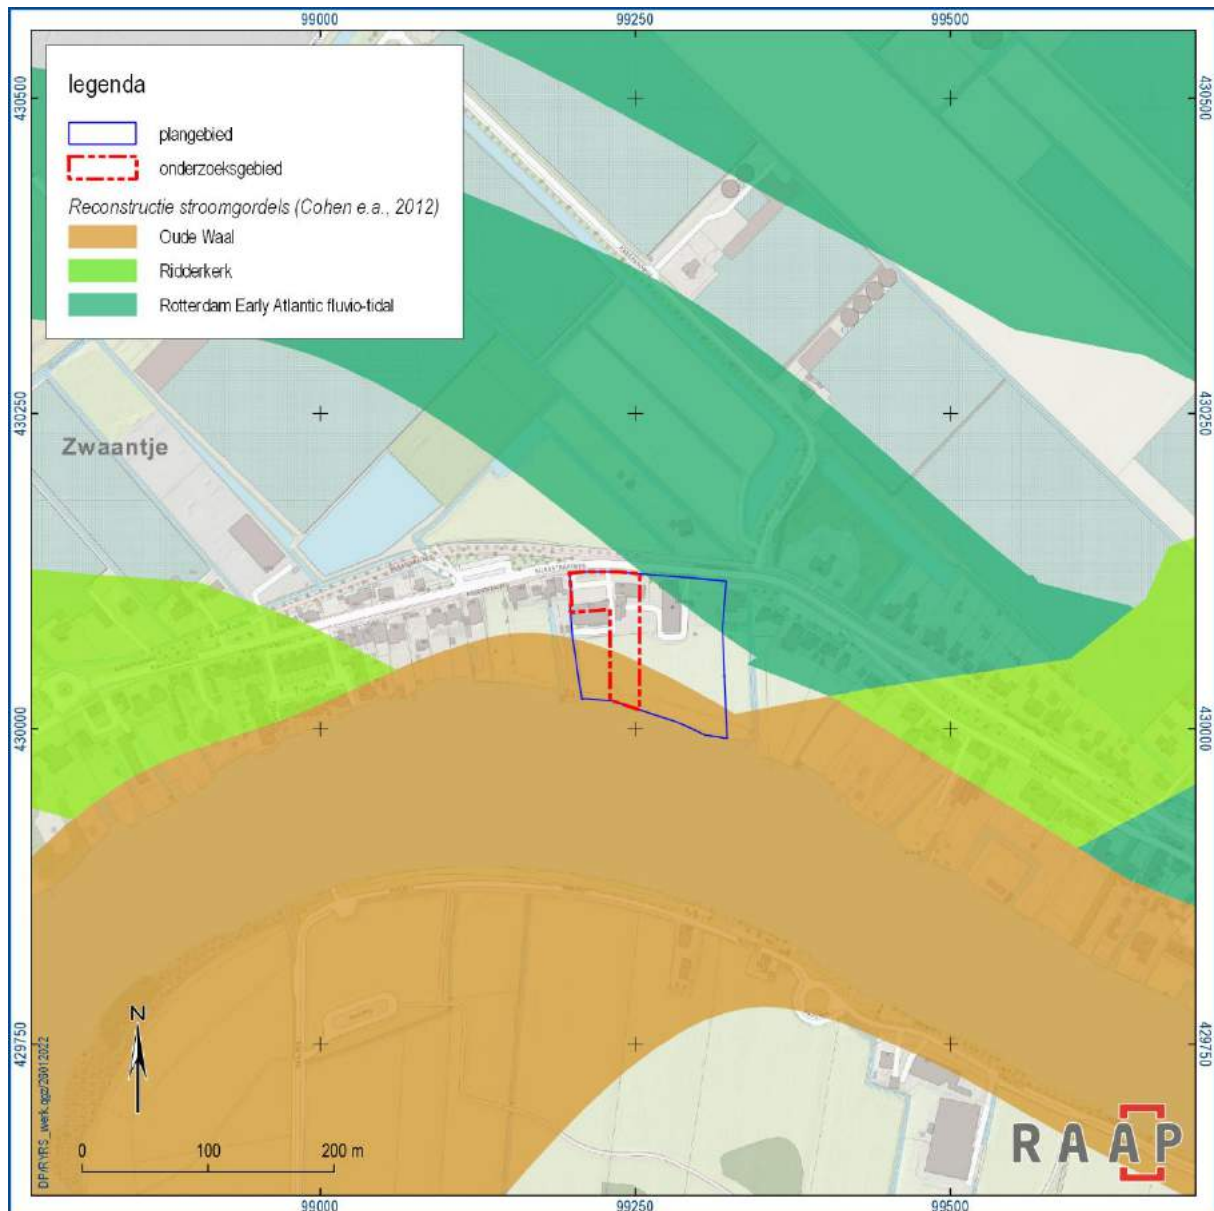 99000 99250 99500
legenda
plangebied
onderzoeksgebied
Reconstructie stroomgordels (Cohen e.a., 2012)
Oude Waal
Ridderkerk
Rotterdam Early Atlantic fluvio-tidal
430500 430500
430250 430250
Zwaantje
430000 430000
429750 429750
N
0 100 200 m
RAAP
99000 99250 99500